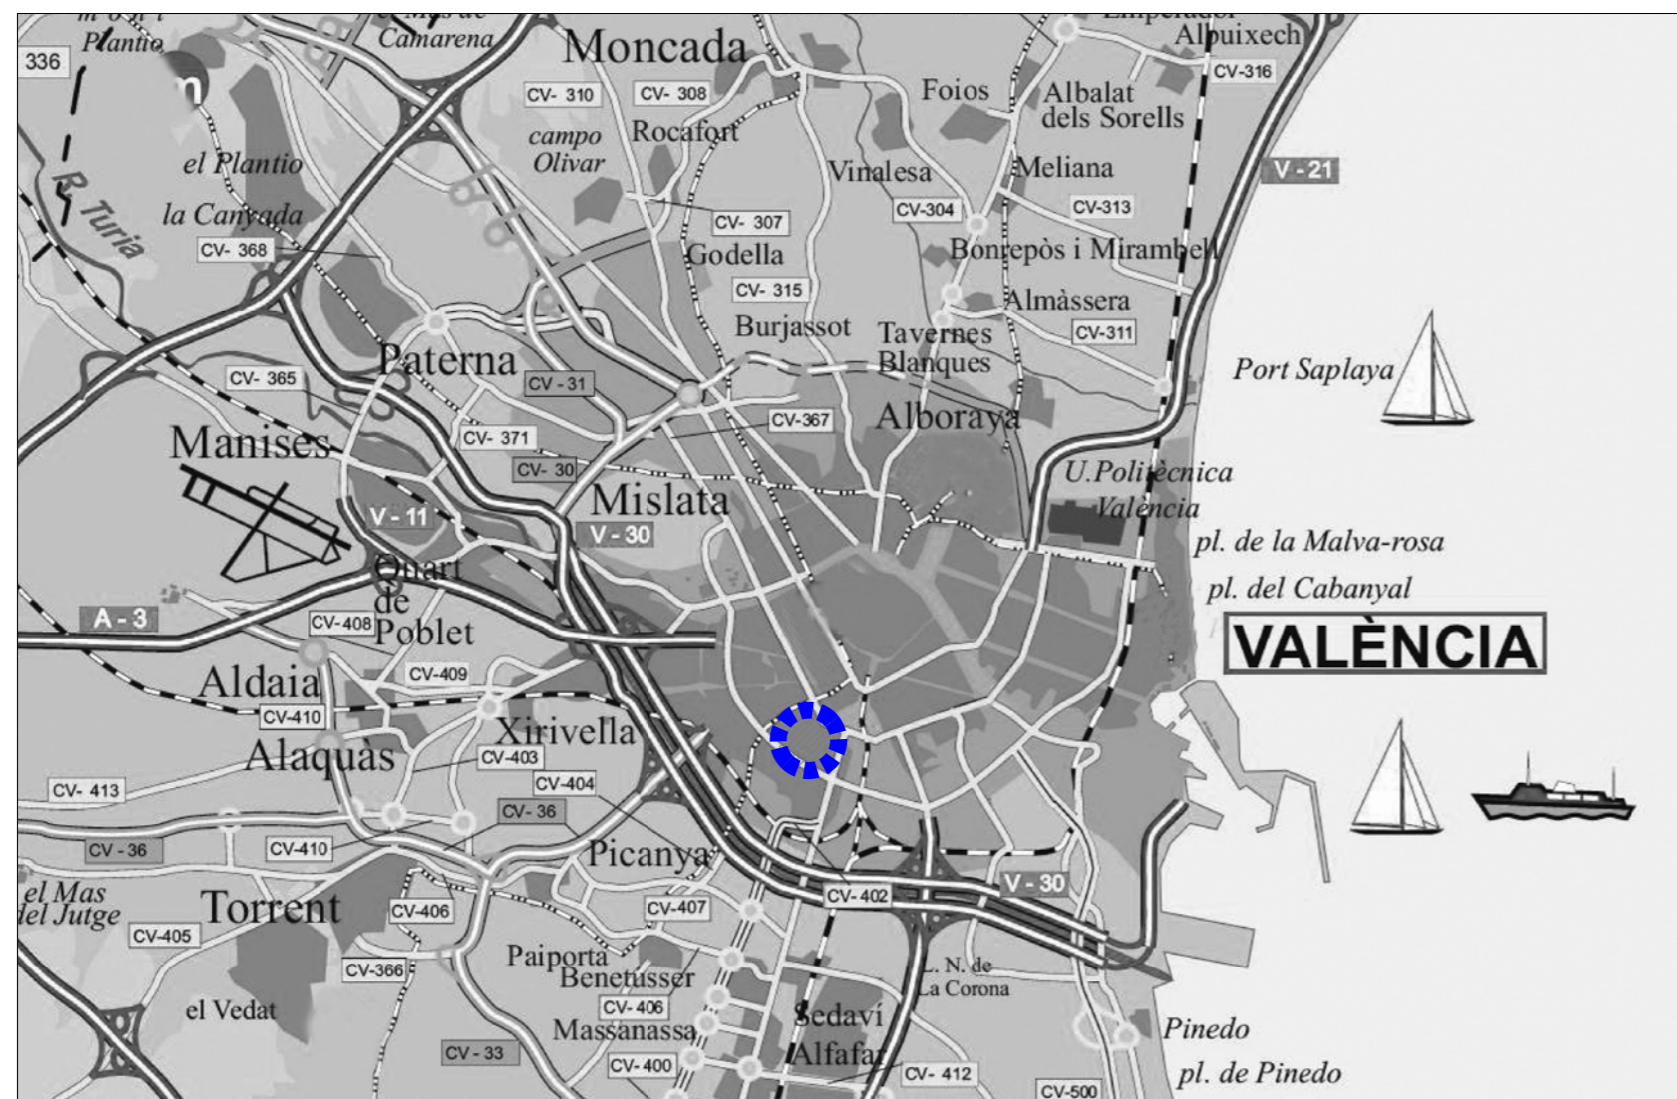 el Mas de
Camarena
Plantio
336
m
Moncada
Emperador
Albuixech
CV-316
CV- 310
CV- 308
Foios
Albalat
dels Sorells
campo
Olivar
Rocafort
el Plantio
Vinalesa
Meliana
V - 21
R. Turia
la Canyada
CV- 307
CV-304
CV-313
CV- 368
Godella
Bonrepòs i Mirambell
CV- 315
Almàssera
Burjassot
Tavernes
Blanques
CV-311
Paterna
CV- 365
CV - 31
Port Saplaya
CV-367
Alboraya
Manises
CV- 371
CV- 30
U.Politècnica
València
Mislata
V - 11
V - 30
pl. de la Malva-rosa
Quart
de
Poblet
pl. del Cabanyal
A - 3
CV-408
VALÈNCIA
CV-409
Aldaia
CV-410
Xirivella
Alaquàs
CV-403
CV-404
CV- 413
CV- 36
CV - 36
CV-410
Picanya
V - 30
el Mas
del Jutge
Torrent
CV-406
CV-407
CV- 402
CV-405
Paiporta
CV-366
Benetússer
L. N. de
La Corona
el Vedat
CV- 406
Sedaví
Massanassa
Pinedo
CV - 33
CV- 400
Alfafar
CV- 412
pl. de Pinedo
CV-500